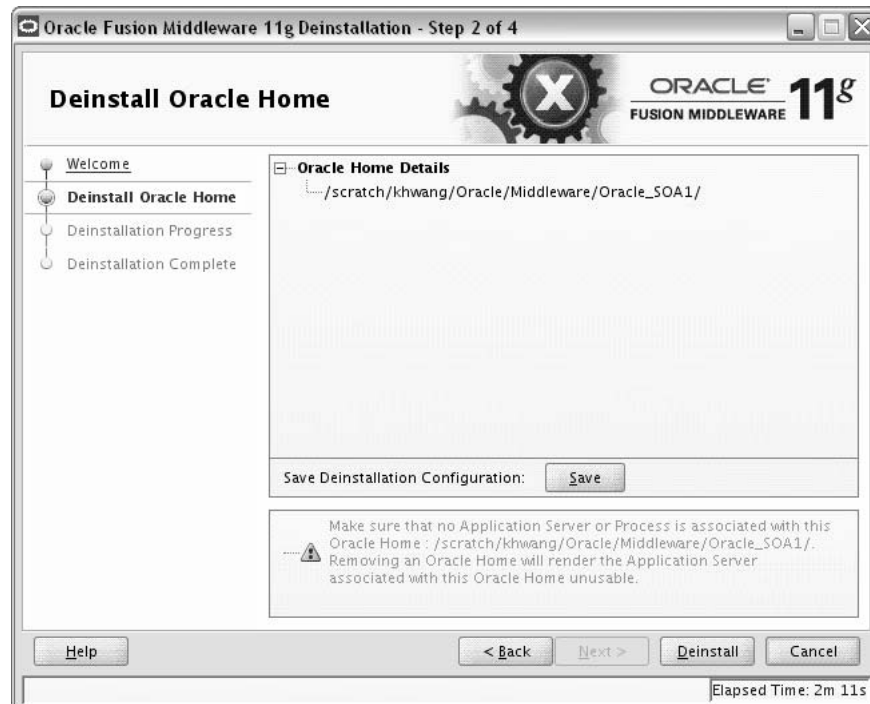 Oracle Fusion Middleware 11g Deinstallation - Step 2 of 4
Deinstall Oracle Home
X
ORACLE
FUSION MIDDLEWARE
11g
Welcome
Deinstall Oracle Home
Deinstallation Progress
Deinstallation Complete
Oracle Home Details
/scratch/khwang/Oracle/Middleware/Oracle_SOA1/
Save Deinstallation Configuration:
Save
Make sure that no Application Server or Process is associated with this
Oracle Home : /scratch/khwang/Oracle/Middleware/Oracle_SOA1/.
Removing an Oracle Home will render the Application Server
associated with this Oracle Home unusable.
Help
< Back
Next >
Deinstall
Cancel
Elapsed Time: 2m 11s